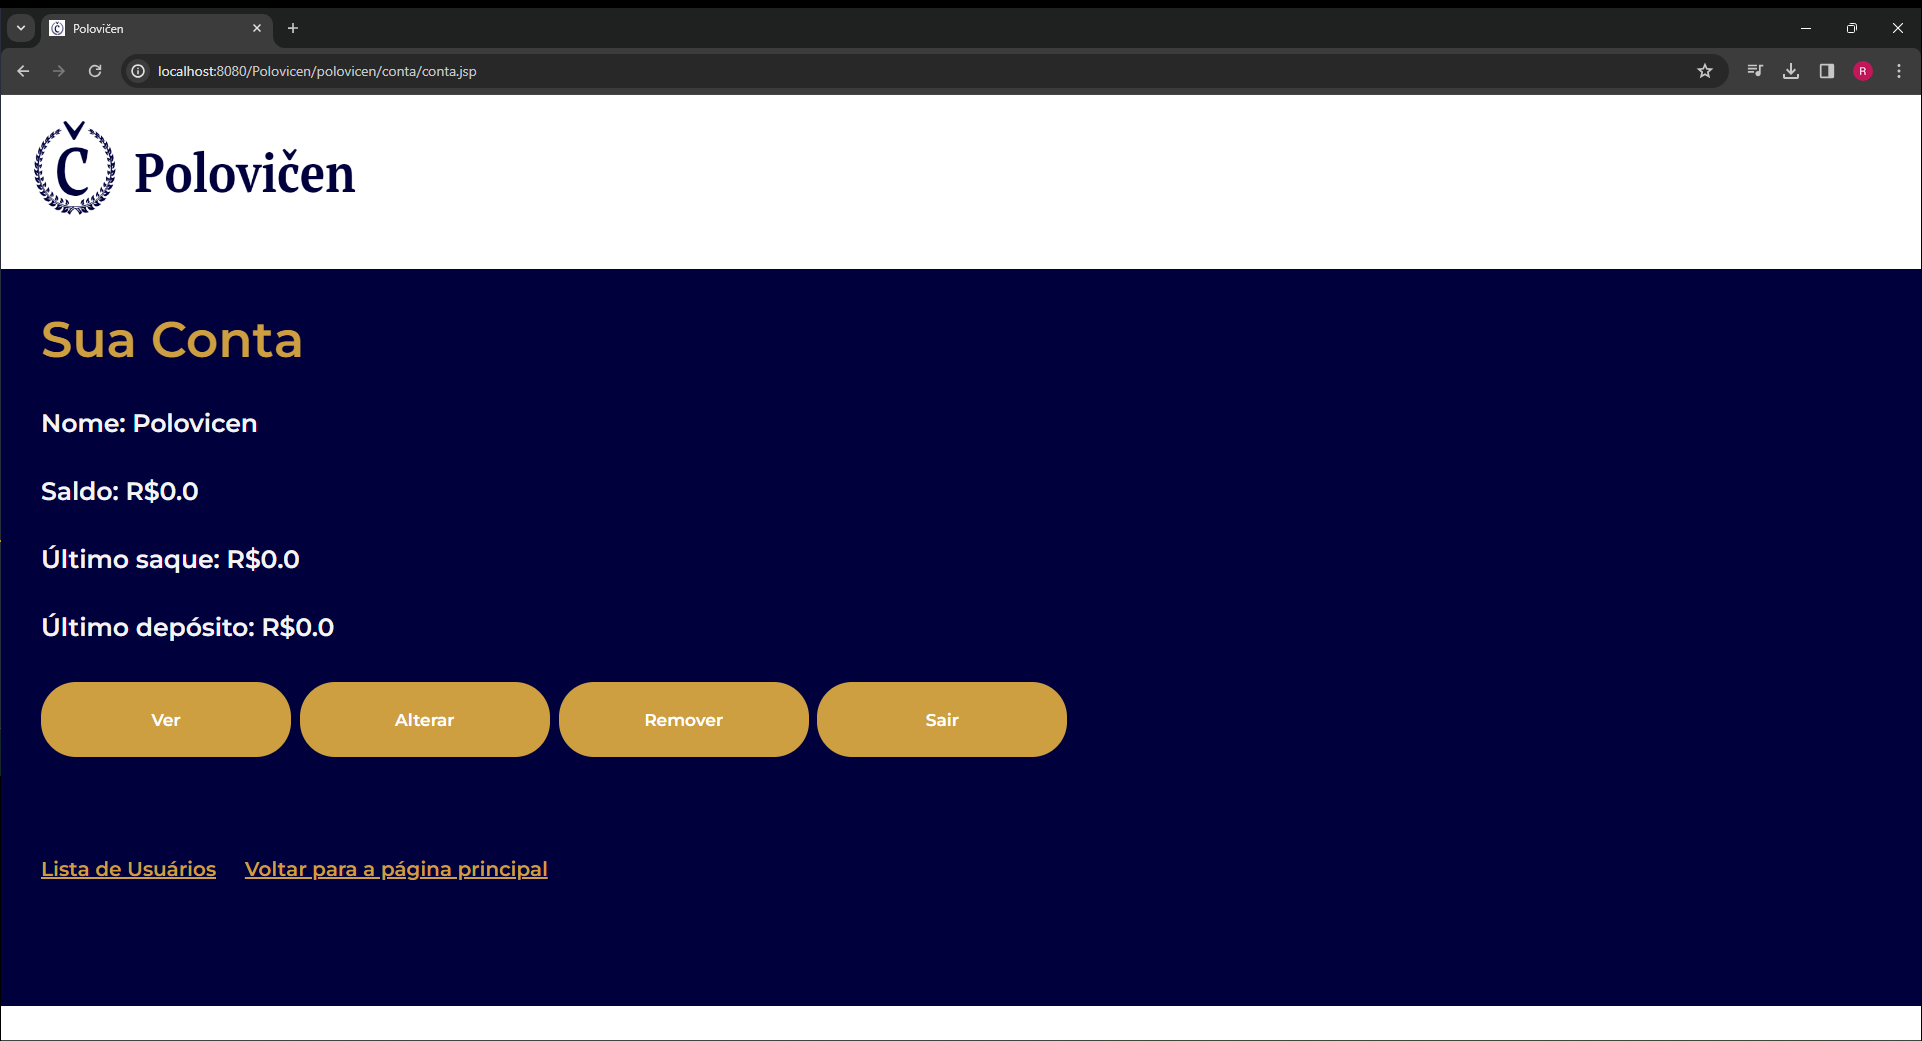 Polovičen
localhost:8080/Polovicen/polovicen/conta/conta.jsp
R
Č Polovičen
Sua Conta
Nome: Polovicen
Saldo: R$0.0
Último saque: R$0.0
Último depósito: R$0.0
Ver Alterar Remover Sair
Lista de Usuários Voltar para a página principal